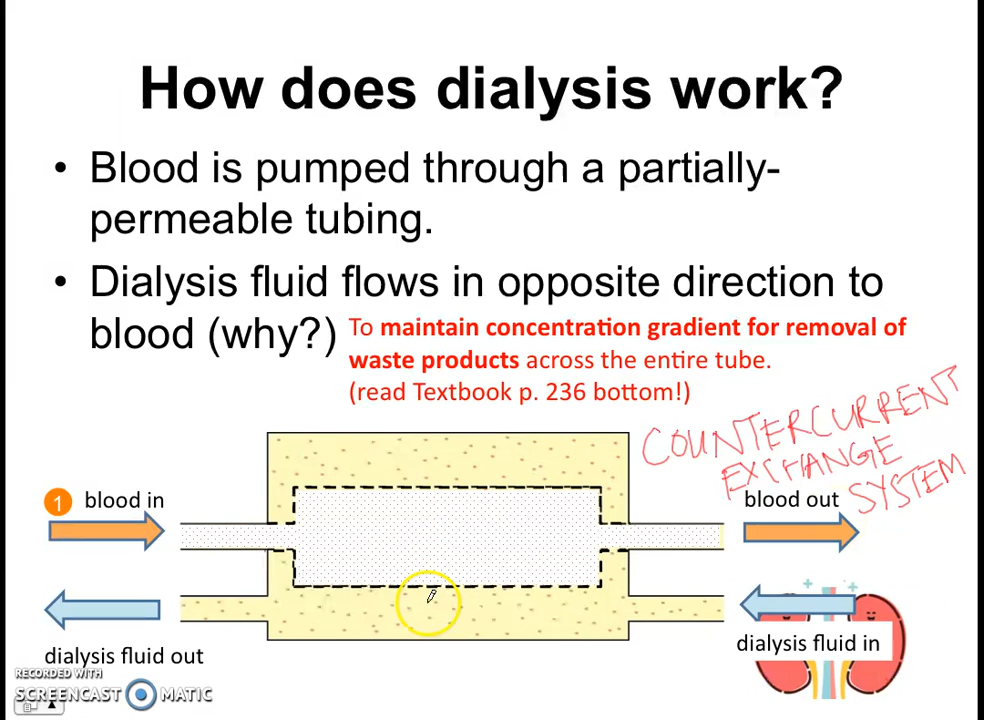 How does dialysis work?
• Blood is pumped through a partially-
permeable tubing.
• Dialysis fluid flows in opposite direction to
blood (why?)
To maintain concentration gradient for removal of
waste products across the entire tube.
(read Textbook p. 236 bottom!)
COUNTERCURRENT
EXCHANGE
SYSTEM
1 blood in
blood out
dialysis fluid out
dialysis fluid in
RECORDED WITH
SCREENCAST MATIC